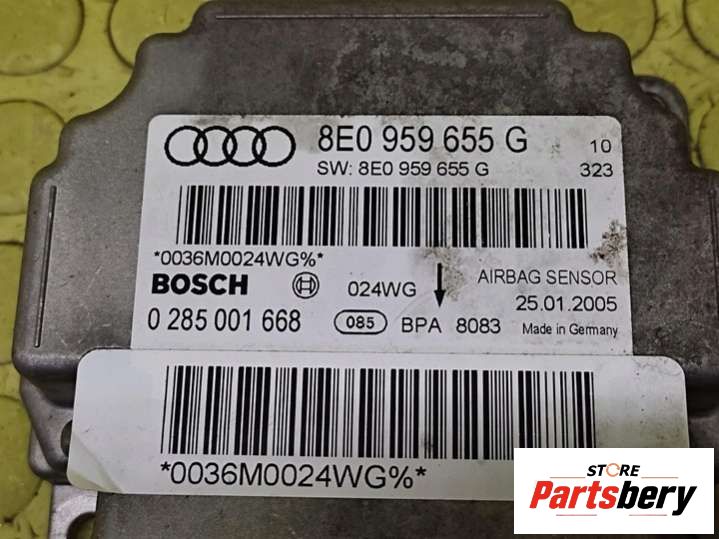 8E0 959 655 G
10
SW: 8E0 959 655 G
323
*0036M0024WG%*
BOSCH
024WG
AIRBAG SENSOR
25.01.2005
0 285 001 668
085
BPA 8083
Made in Germany
*0036M0024WG%*
STORE
Partsbery